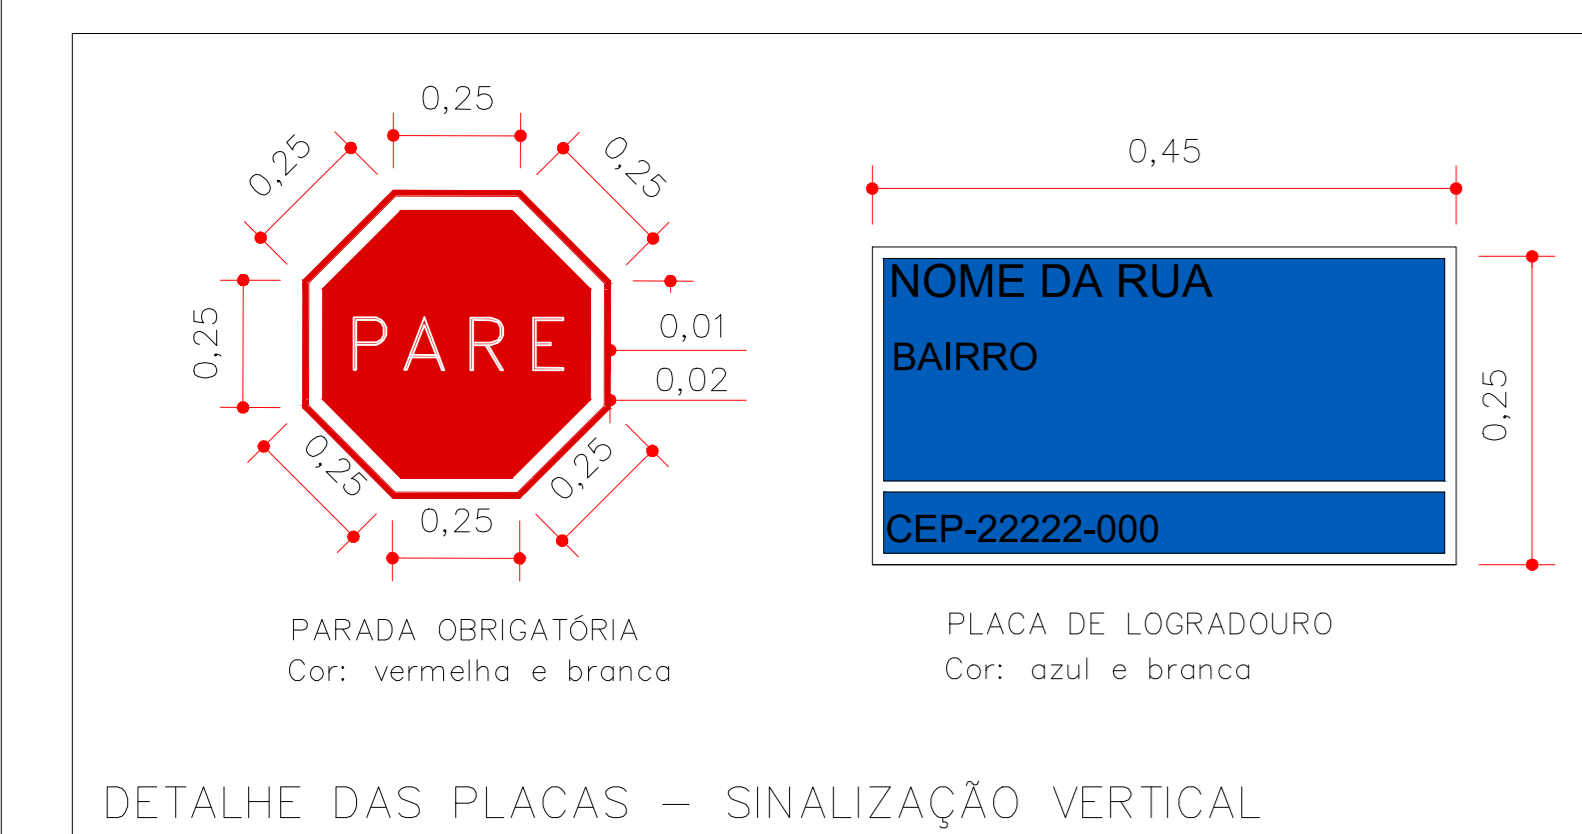 0,25
0,25
0,25
0,25
PARE
0,01
0,02
0,25
0,25
0,25
PARADA OBRIGATÓRIA
Cor: vermelha e branca
0,45
NOME DA RUA
BAIRRO
0,25
CEP-22222-000
PLACA DE LOGRADOURO
Cor: azul e branca
DETALHE DAS PLACAS – SINALIZAÇÃO VERTICAL